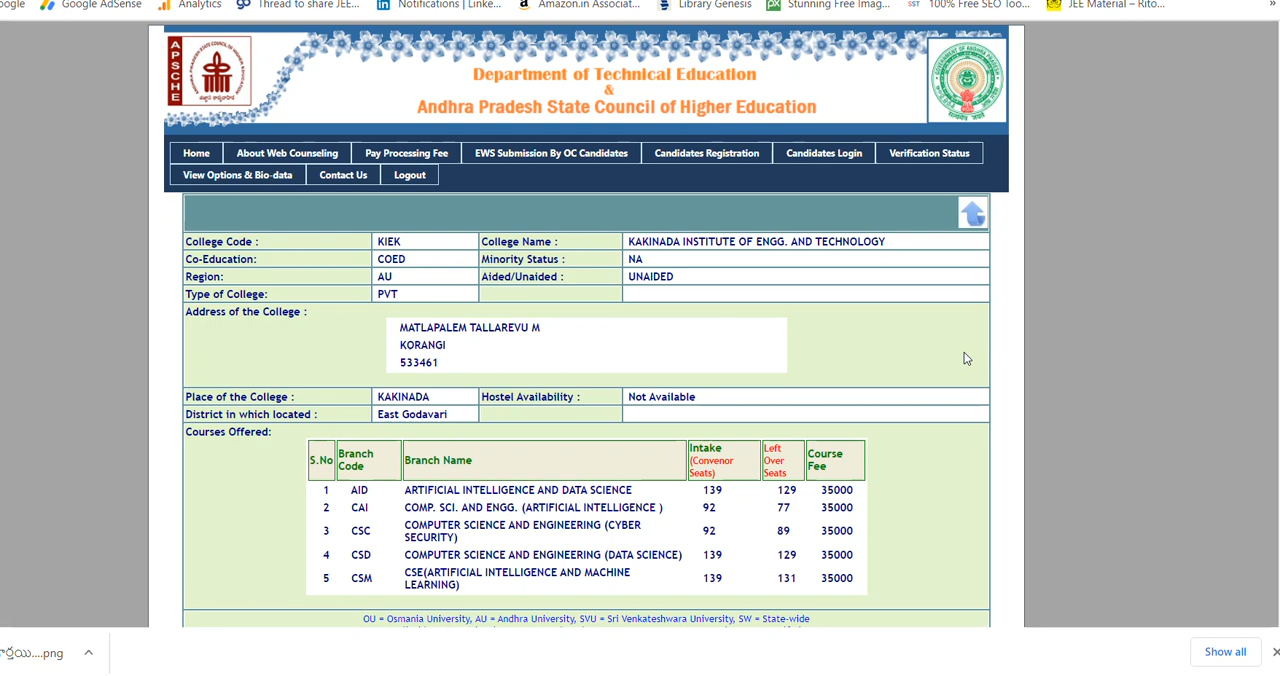 oogle Google AdSense Analytics Thread to share JEE... Notifications | Linke... Amazon.in Associat... Library Genesis Stunning Free Imag... 100% Free SEO Too... JEE Material – Rito... »
APSCHE
Department of Technical Education
&
Andhra Pradesh State Council of Higher Education
Home About Web Counseling Pay Processing Fee EWS Submission By OC Candidates Candidates Registration Candidates Login Verification Status
View Options & Bio-data Contact Us Logout
College Code : KIEK College Name : KAKINADA INSTITUTE OF ENGG. AND TECHNOLOGY
Co-Education: COED Minority Status : NA
Region: AU Aided/Unaided : UNAIDED
Type of College: PVT
Address of the College :
MATLAPALEM TALLAREVU M
KORANGI
533461
Place of the College : KAKINADA Hostel Availability : Not Available
District in which located : East Godavari
Courses Offered:
S.No Branch Code Branch Name Intake (Convenor Seats) Left Over Seats Course Fee
1 AID ARTIFICIAL INTELLIGENCE AND DATA SCIENCE 139 129 35000
2 CAI COMP. SCI. AND ENGG. (ARTIFICIAL INTELLIGENCE ) 92 77 35000
3 CSC COMPUTER SCIENCE AND ENGINEERING (CYBER SECURITY) 92 89 35000
4 CSD COMPUTER SCIENCE AND ENGINEERING (DATA SCIENCE) 139 129 35000
5 CSM CSE(ARTIFICIAL INTELLIGENCE AND MACHINE LEARNING) 139 131 35000
OU = Osmania University, AU = Andhra University, SVU = Sri Venkateshwara University, SW = State-wide
....png Show all